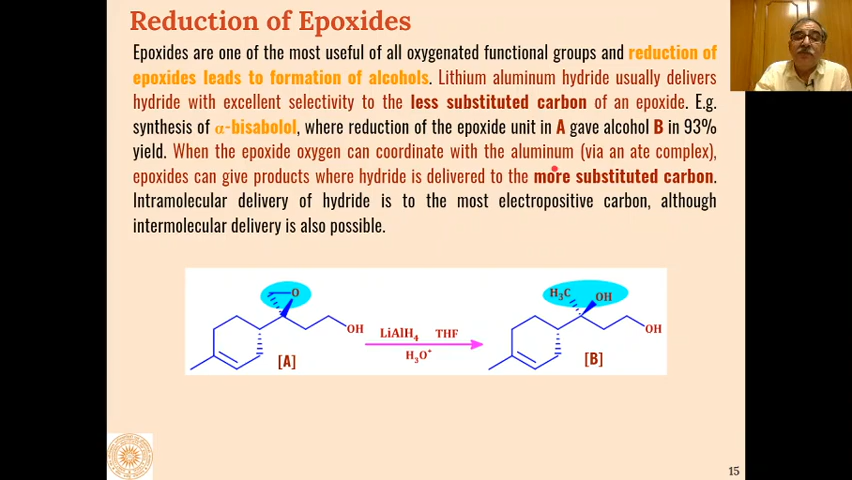 Reduction of Epoxides
Epoxides are one of the most useful of all oxygenated functional groups and reduction of
epoxides leads to formation of alcohols. Lithium aluminum hydride usually delivers
hydride with excellent selectivity to the less substituted carbon of an epoxide. E.g.
synthesis of α-bisabolol, where reduction of the epoxide unit in A gave alcohol B in 93%
yield. When the epoxide oxygen can coordinate with the aluminum (via an ate complex),
epoxides can give products where hydride is delivered to the more substituted carbon.
Intramolecular delivery of hydride is to the most electropositive carbon, although
intermolecular delivery is also possible.
O
OH
[A]
LiAlH₄ THF
H₃O⁺
H₃C OH
OH
[B]
15